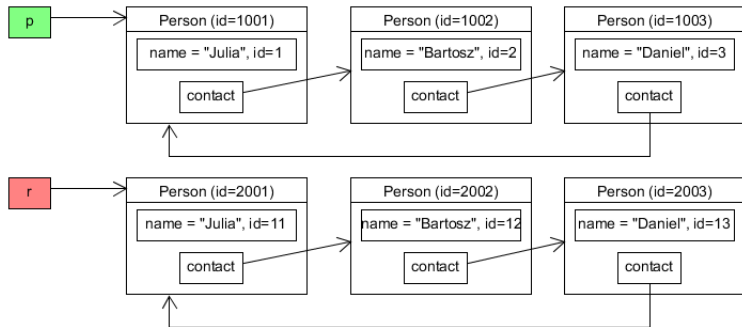 p
Person (id=1001)
Person (id=1002)
Person (id=1003)
name = "Julia", id=1
name = "Bartosz", id=2
name = "Daniel", id=3
contact
contact
contact
r
Person (id=2001)
Person (id=2002)
Person (id=2003)
name = "Julia", id=11
name = "Bartosz", id=12
name = "Daniel", id=13
contact
contact
contact